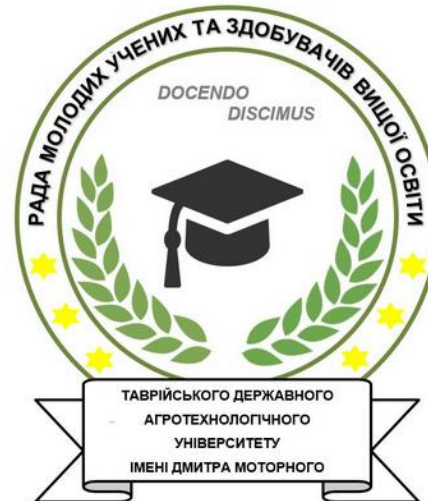 РАДА МОЛОДИХ УЧЕНИХ ТА ЗДОБУВАЧІВ ВИЩОЇ ОСВІТИ
DOCENDO
DISCIMUS
ТАВРІЙСЬКОГО ДЕРЖАВНОГО
АГРОТЕХНОЛОГІЧНОГО
УНІВЕРСИТЕТУ
ІМЕНІ ДМИТРА МОТОРНОГО